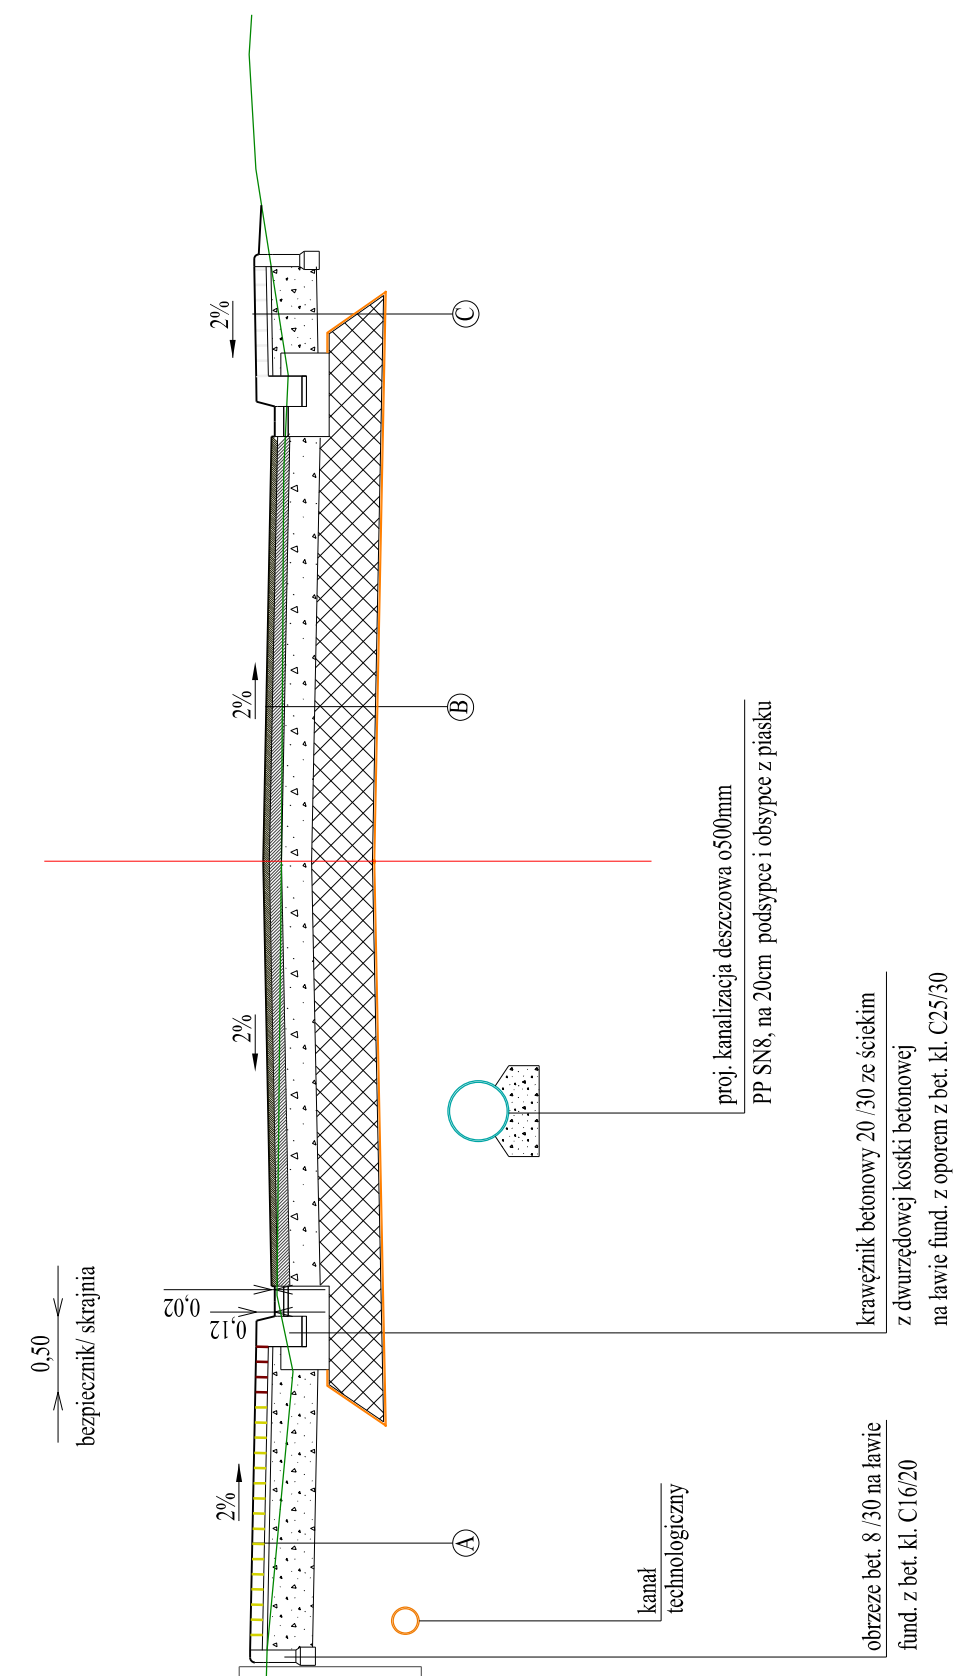 0,50
bezpiecznik/ skrajnia
2%
2%
2%
2%
0,02
0,12
A
B
C
kanał
technologiczny
proj. kanalizacja deszczowa o500mm
PP SN8, na 20cm podsypce i obsypce z piasku
krawężnik betonowy 20 /30 ze ściekim
z dwurzędowej kostki betonowej
na ławie fund. z oporem z bet. kl. C25/30
obrzeze bet. 8 /30 na ławie
fund. z bet. kl. C16/20